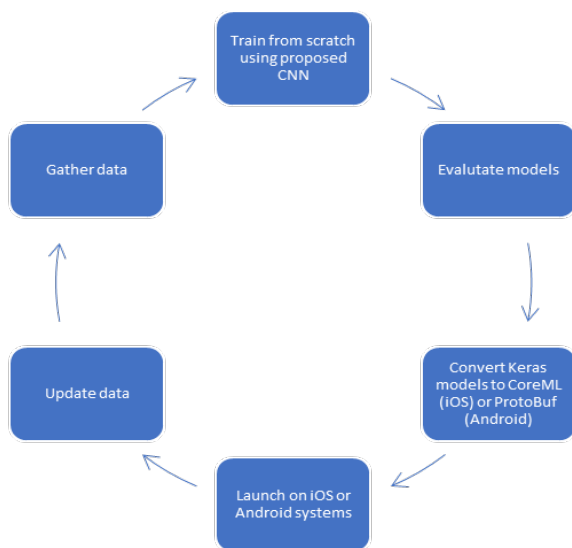 Train from scratch
using proposed
CNN
Evalutate models
Convert Keras
models to CoreML
(iOS) or ProtoBuf
(Android)
Launch on iOS or
Android systems
Update data
Gather data